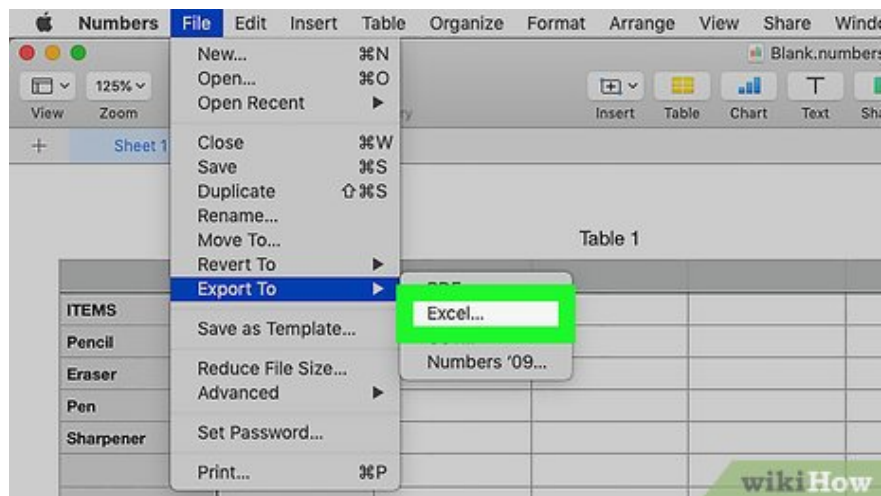 Numbers File Edit Insert Table Organize Format Arrange View Share
Blank.numbers
125%
View Zoom Insert Table Chart Text
+ Sheet 1
New... ⌘N
Open... ⌘O
Open Recent ▶
Close ⌘W
Save ⌘S
Duplicate ⇧⌘S
Rename...
Move To...
Revert To ▶
Export To ▶
Save as Template...
Reduce File Size...
Advanced ▶
Set Password...
Print... ⌘P
Excel...
Numbers '09...
Table 1
ITEMS
Pencil
Eraser
Pen
Sharpener
wikiHow